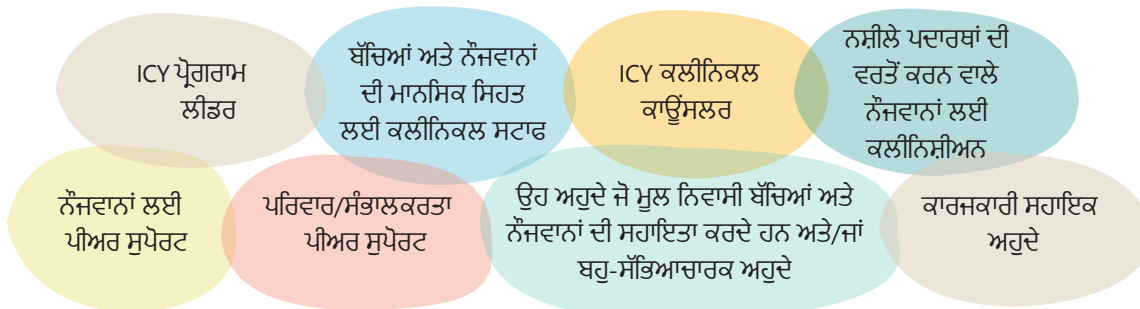 ICY ਪ੍ਰੋਗਰਾਮ
ਲੀਡਰ
ਬੱਚਿਆਂ ਅਤੇ ਨੌਜਵਾਨਾਂ
ਦੀ ਮਾਨਸਿਕ ਸਿਹਤ
ਲਈ ਕਲੀਨਿਕਲ ਸਟਾਫ
ICY ਕਲੀਨਿਕਲ
ਕਾਊਂਸਲਰ
ਨਸ਼ੀਲੇ ਪਦਾਰਥਾਂ ਦੀ
ਵਰਤੋਂ ਕਰਨ ਵਾਲੇ
ਨੌਜਵਾਨਾਂ ਲਈ
ਕਲੀਨਿਸ਼ੀਅਨ
ਨੌਜਵਾਨਾਂ ਲਈ
ਪੀਅਰ ਸੁਪੋਰਟ
ਪਰਿਵਾਰ/ਸੰਭਾਲਕਰਤਾ
ਪੀਅਰ ਸੁਪੋਰਟ
ਉਹ ਅਹੁਦੇ ਜੋ ਮੂਲ ਨਿਵਾਸੀ ਬੱਚਿਆਂ ਅਤੇ
ਨੌਜਵਾਨਾਂ ਦੀ ਸਹਾਇਤਾ ਕਰਦੇ ਹਨ ਅਤੇ/ਜਾਂ
ਬਹੁ-ਸੱਭਿਆਚਾਰਕ ਅਹੁਦੇ
ਕਾਰਜਕਾਰੀ ਸਹਾਇਕ
ਅਹੁਦੇ